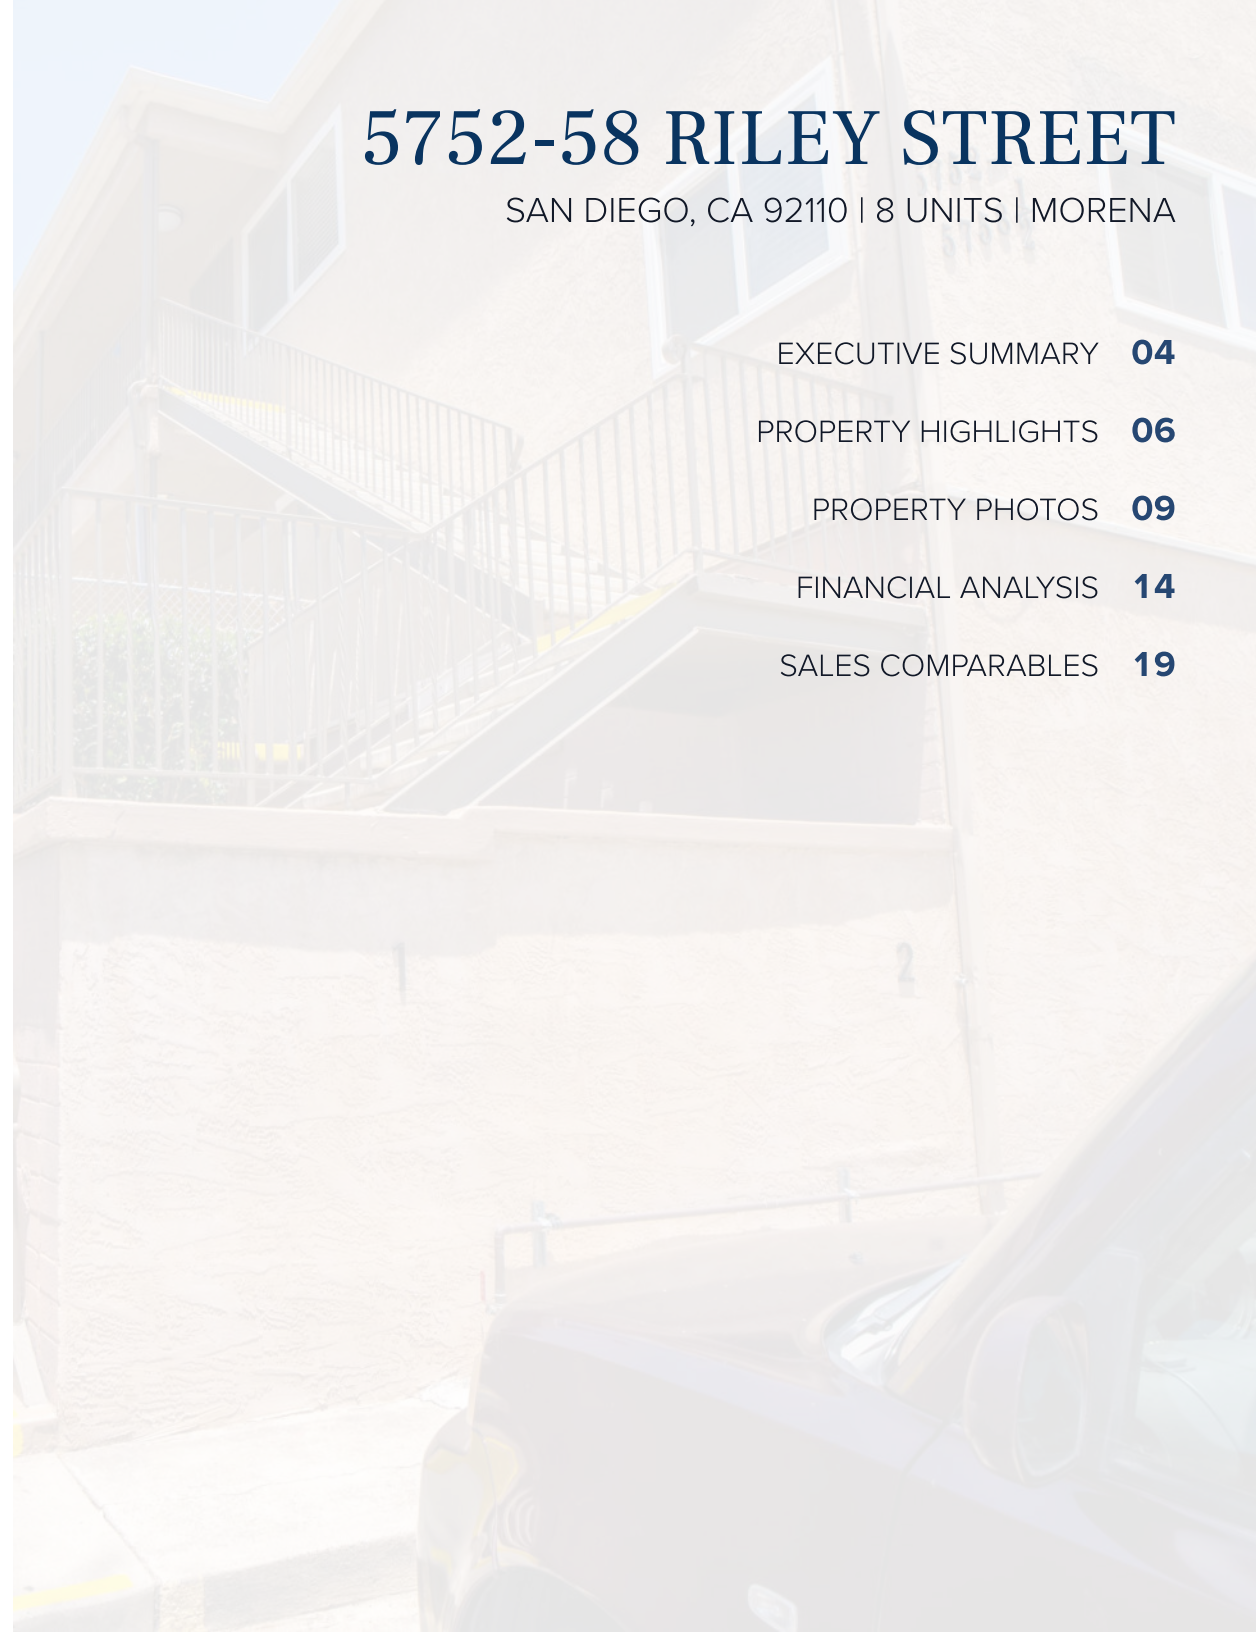 5752-58 RILEY STREET
SAN DIEGO, CA 92110 | 8 UNITS | MORENA
EXECUTIVE SUMMARY 04
PROPERTY HIGHLIGHTS 06
PROPERTY PHOTOS 09
FINANCIAL ANALYSIS 14
SALES COMPARABLES 19
1
2